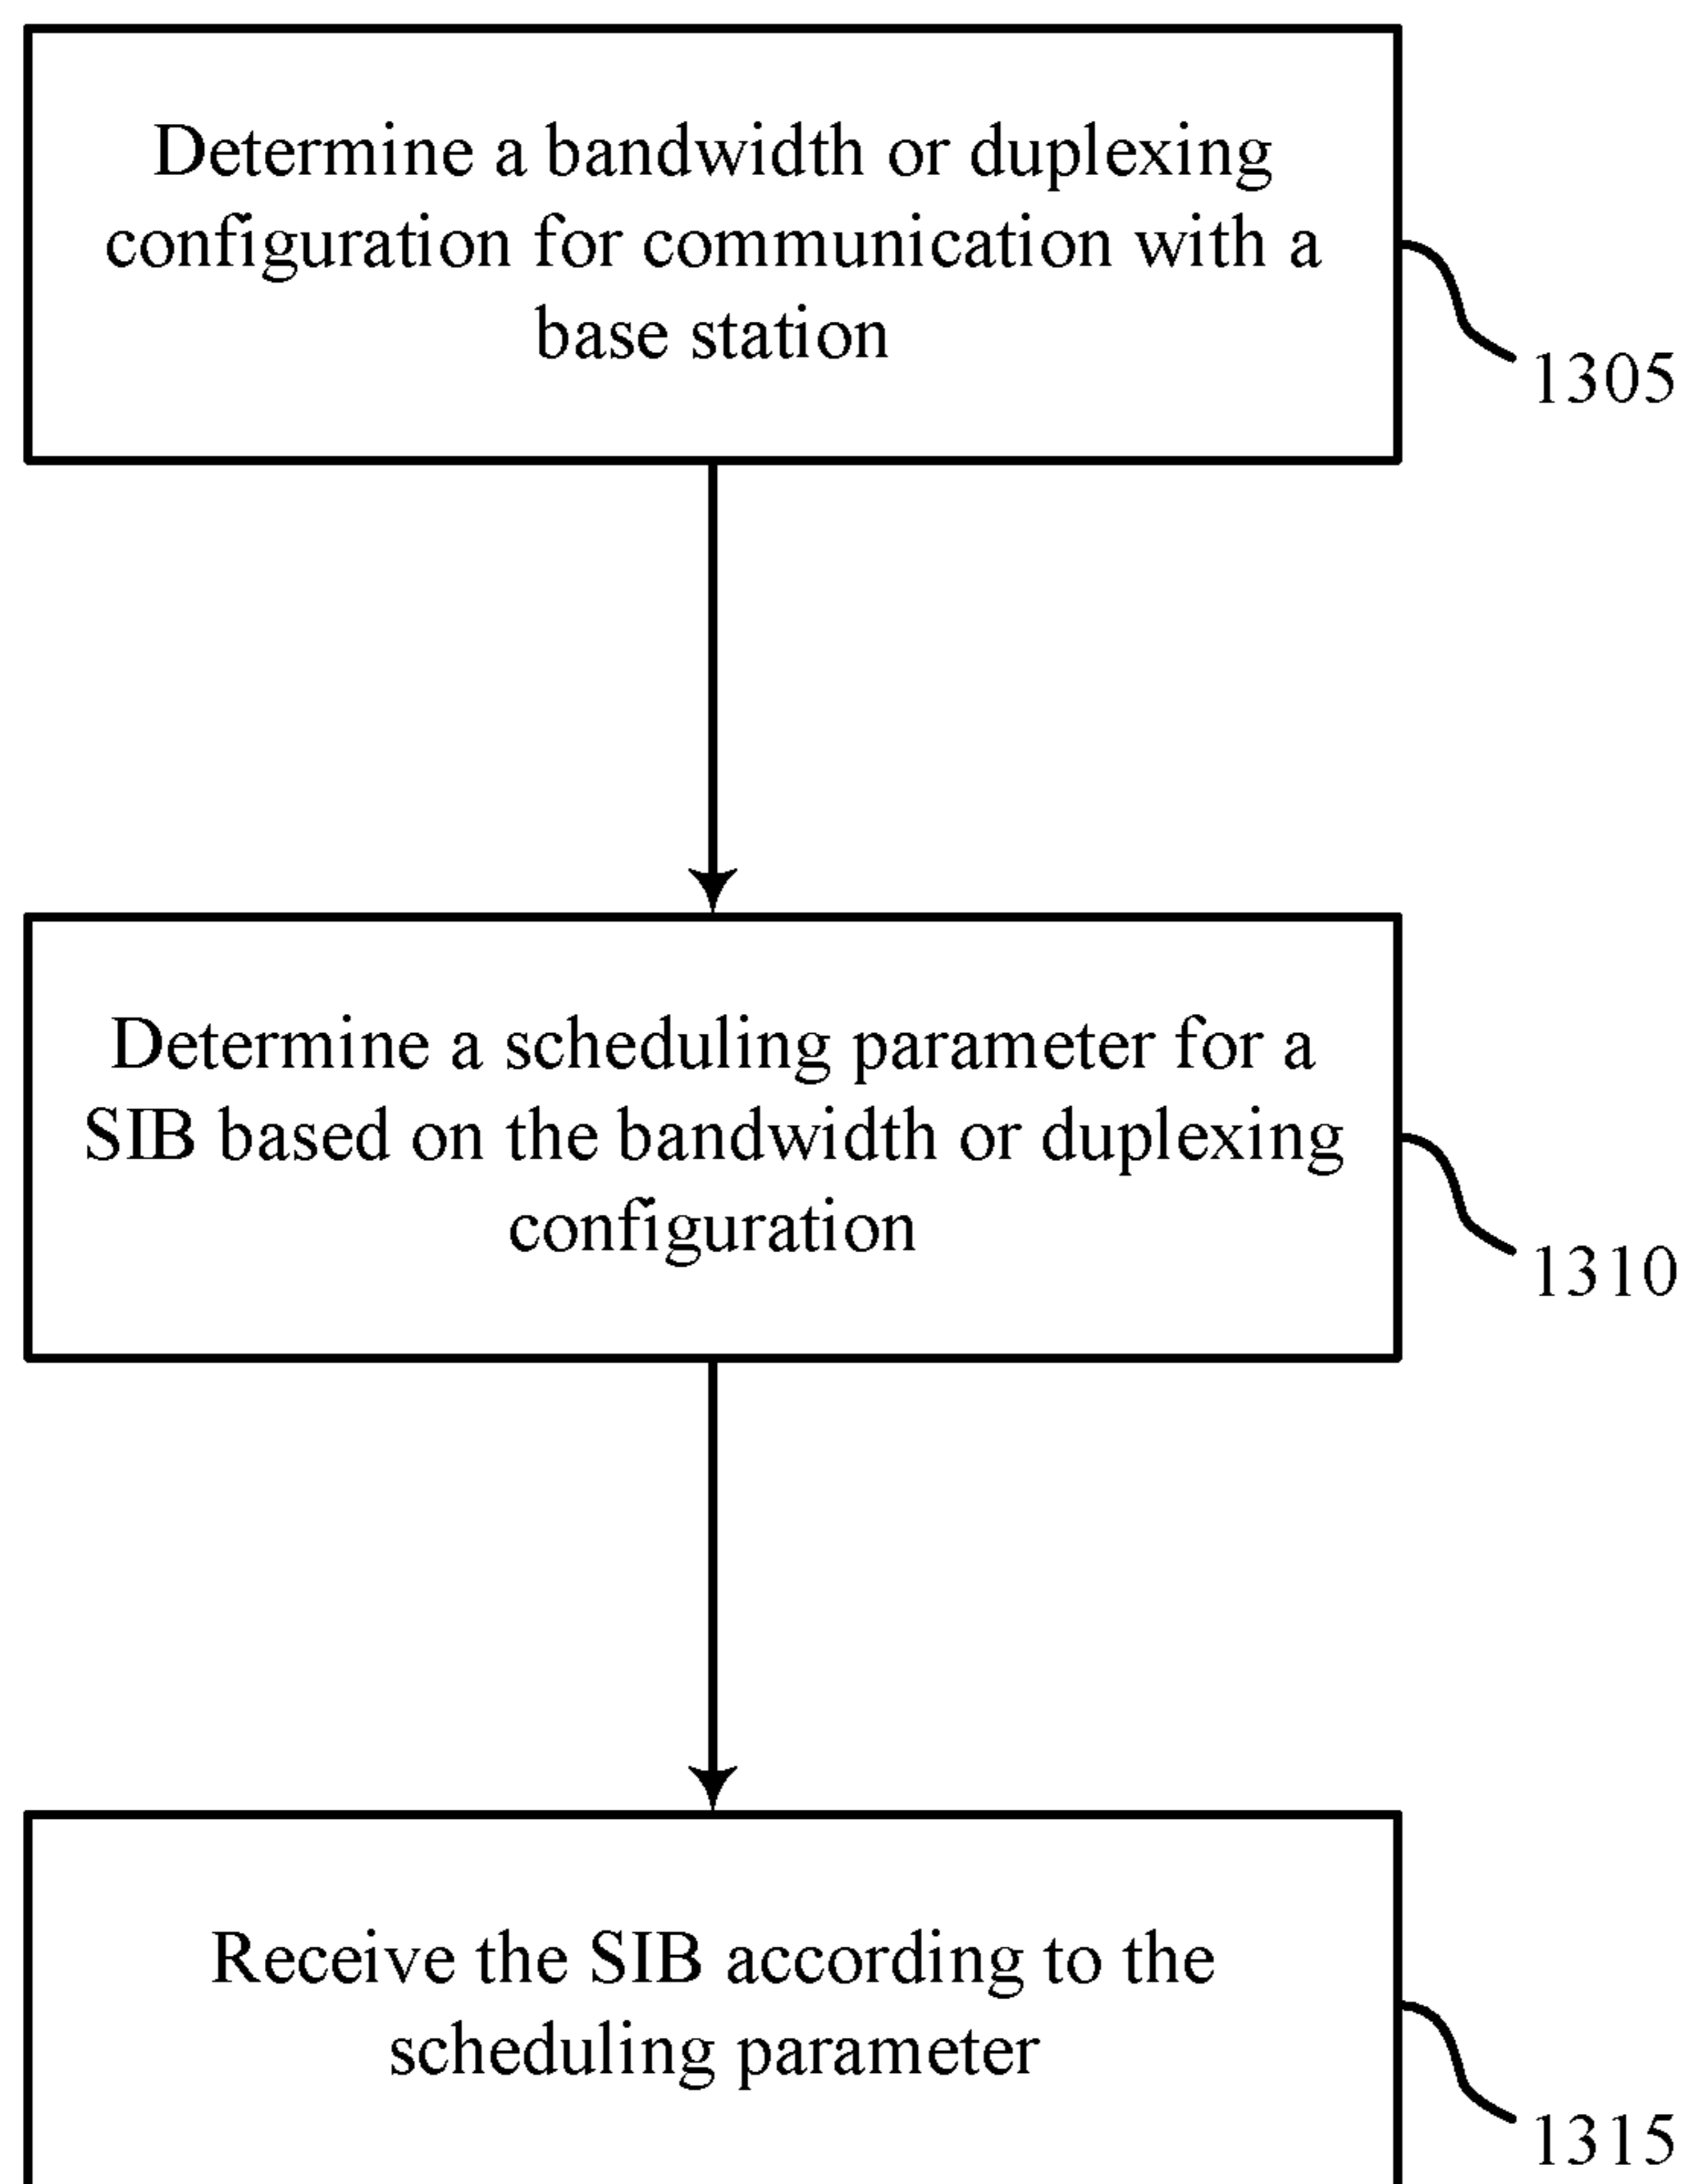 Determine a bandwidth or duplexing
configuration for communication with a
base station
1305
Determine a scheduling parameter for a
SIB based on the bandwidth or duplexing
configuration
1310
Receive the SIB according to the
scheduling parameter
1315